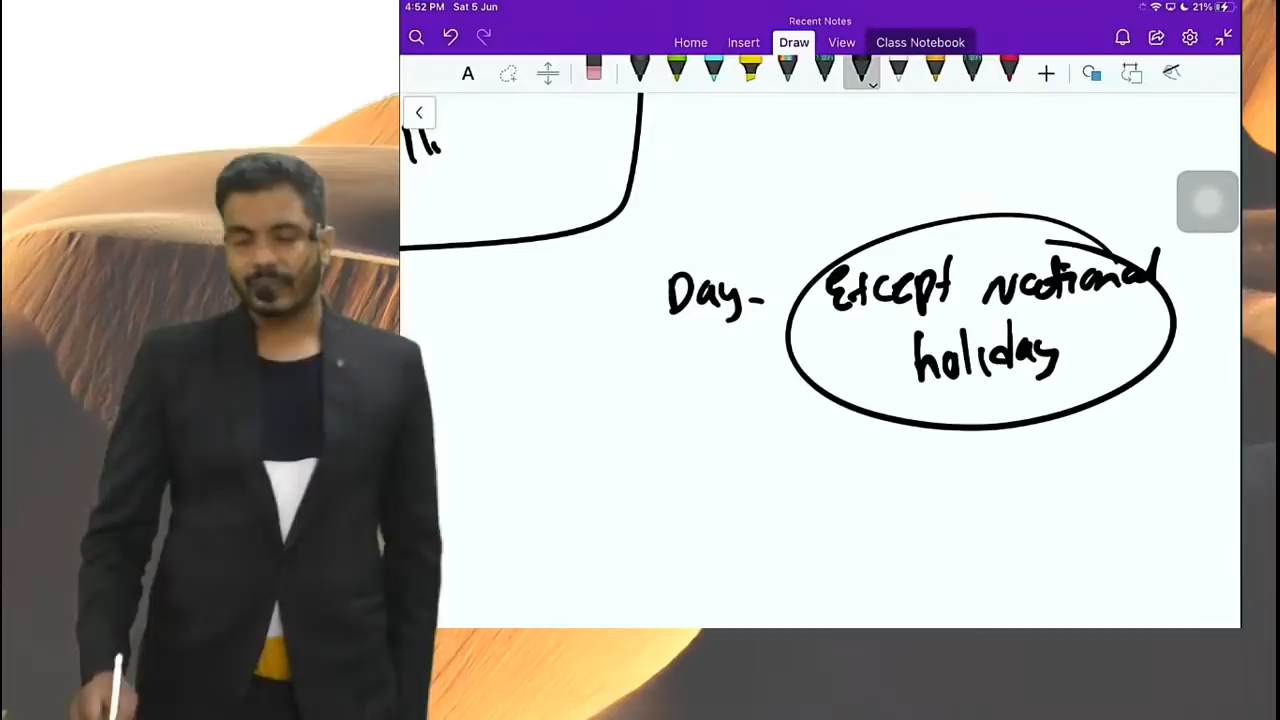 4:52 PM Sat 5 Jun
21%
Recent Notes
Home Insert Draw View Class Notebook
A
Day- Except national
holiday